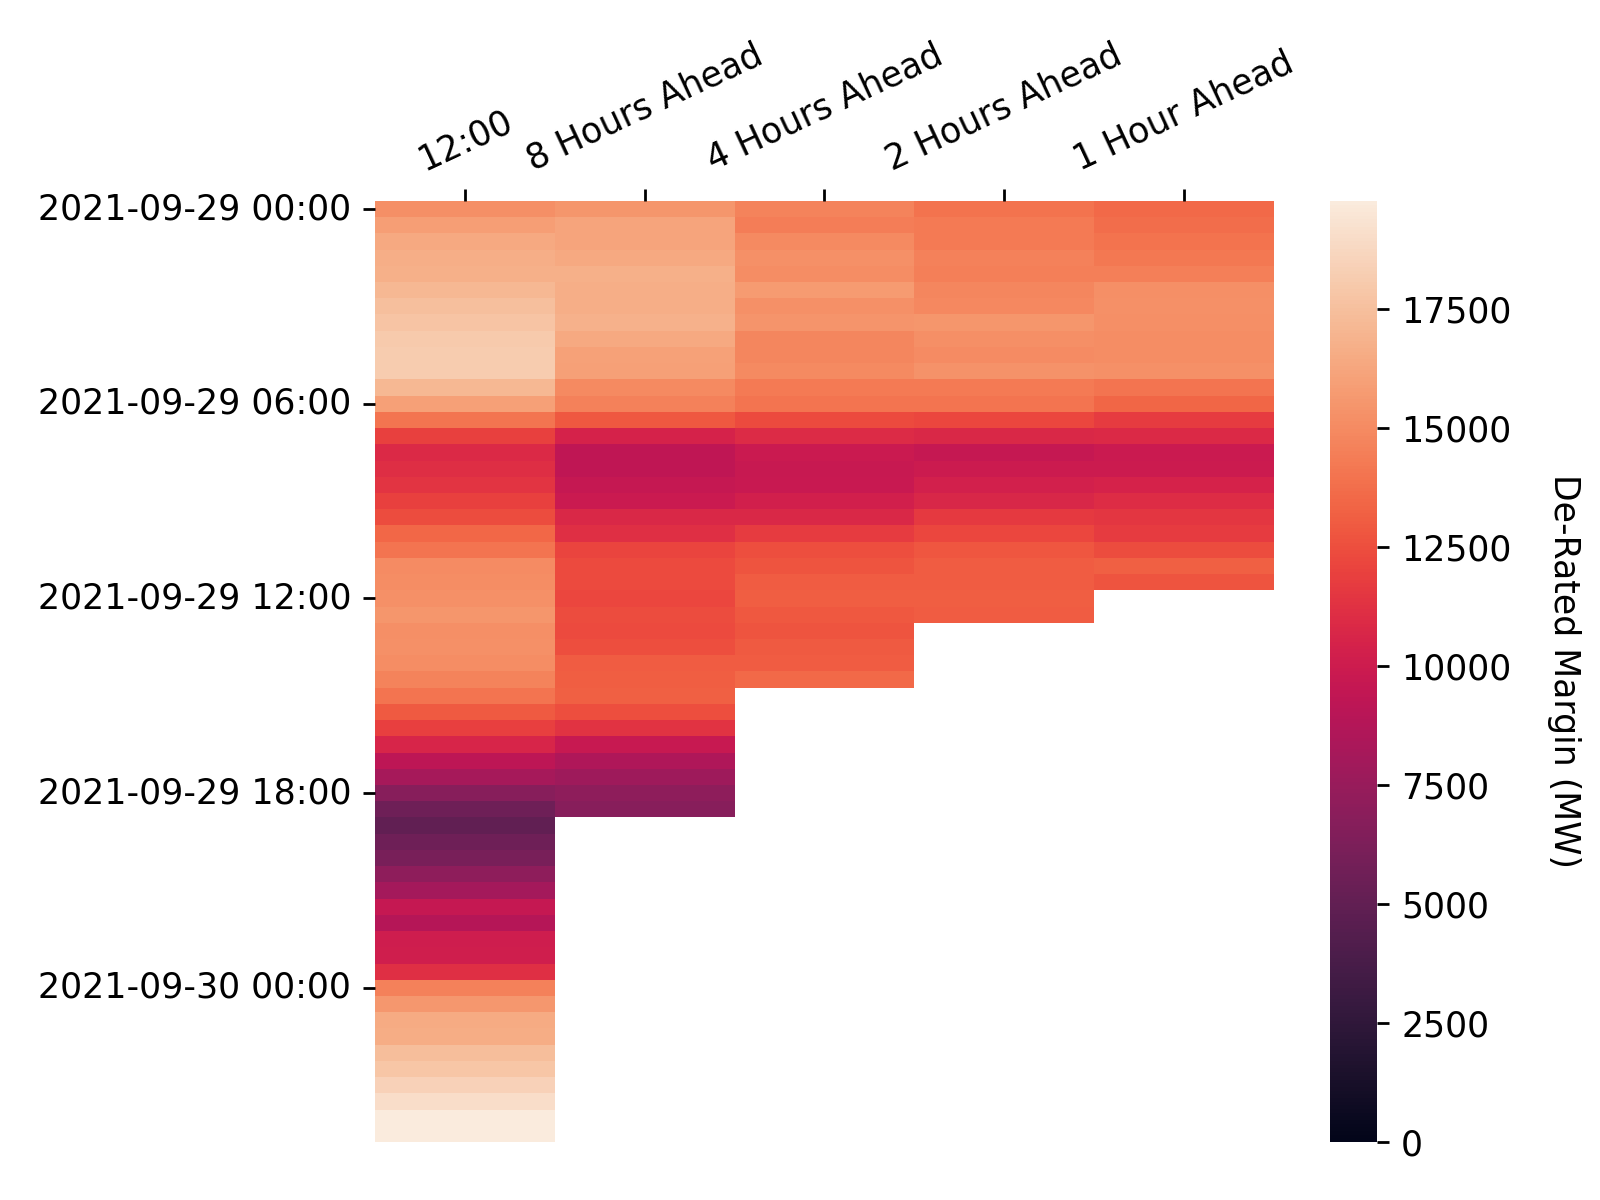 12:00
8 Hours Ahead
4 Hours Ahead
2 Hours Ahead
1 Hour Ahead
2021-09-29 00:00
2021-09-29 06:00
2021-09-29 12:00
2021-09-29 18:00
2021-09-30 00:00
17500
15000
12500
10000
7500
5000
2500
0
De-Rated Margin (MW)